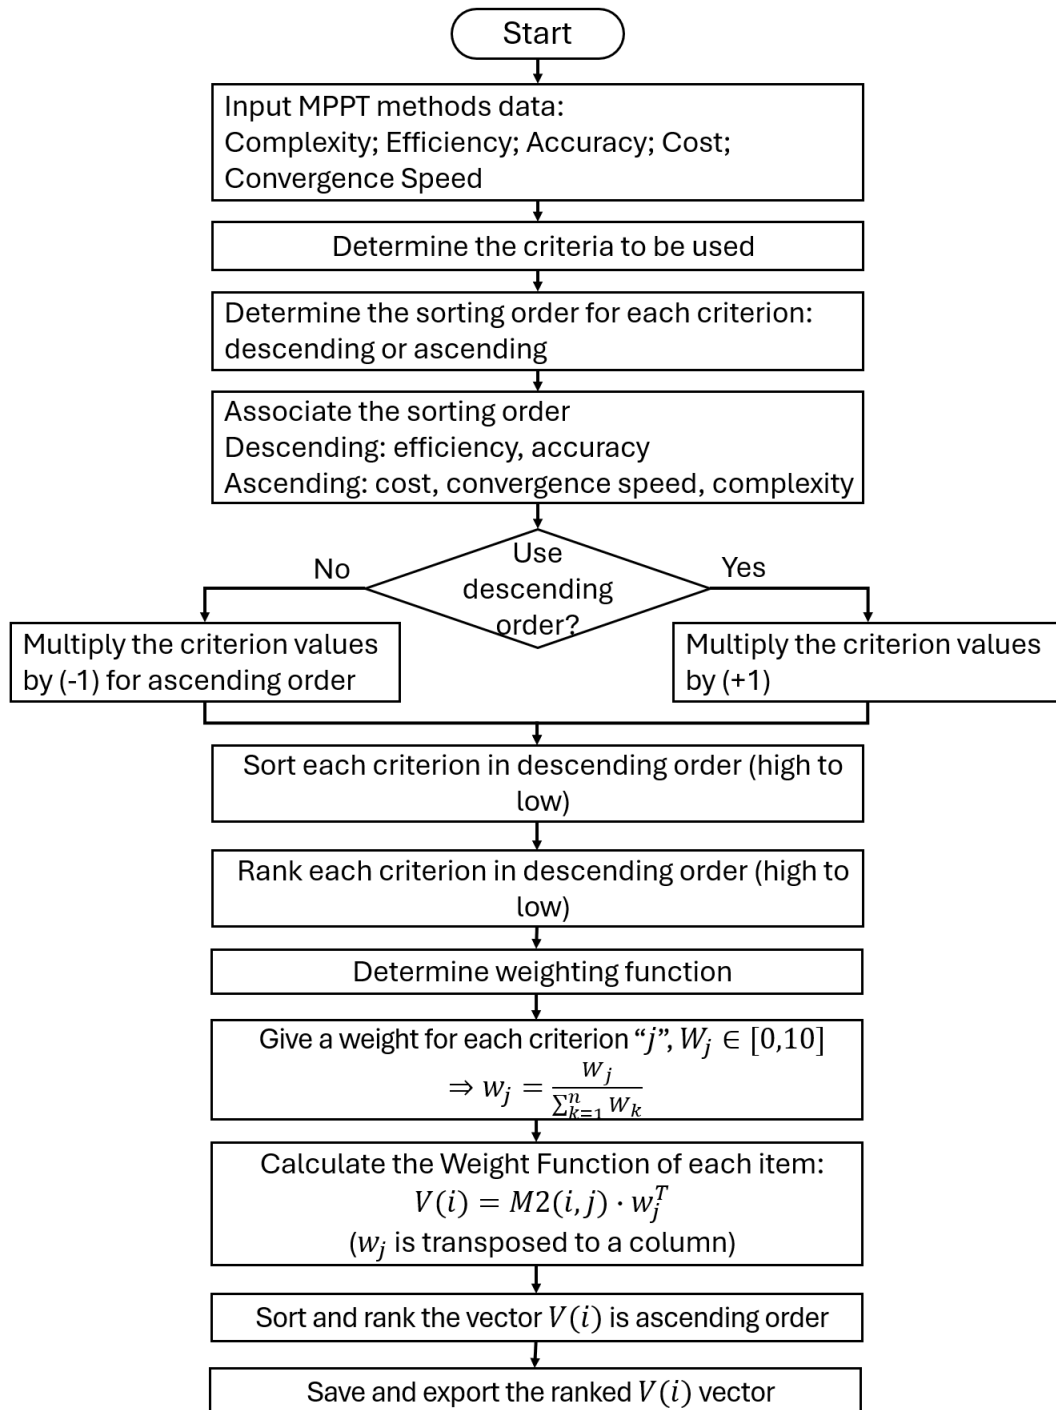 Start
Input MPPT methods data:
Complexity; Efficiency; Accuracy; Cost;
Convergence Speed
Determine the criteria to be used
Determine the sorting order for each criterion:
descending or ascending
Associate the sorting order
Descending: efficiency, accuracy
Ascending: cost, convergence speed, complexity
Use
descending
order?
No
Yes
Multiply the criterion values
by (-1) for ascending order
Multiply the criterion values
by (+1)
Sort each criterion in descending order (high to
low)
Rank each criterion in descending order (high to
low)
Determine weighting function
Give a weight for each criterion “j”, W_j ∈ [0,10]
⇒ w_j = \frac{W_j}{\sum_{k=1}^{n} W_k}
Calculate the Weight Function of each item:
V(i) = M2(i,j) · w_j^T
(w_j is transposed to a column)
Sort and rank the vector V(i) is ascending order
Save and export the ranked V(i) vector